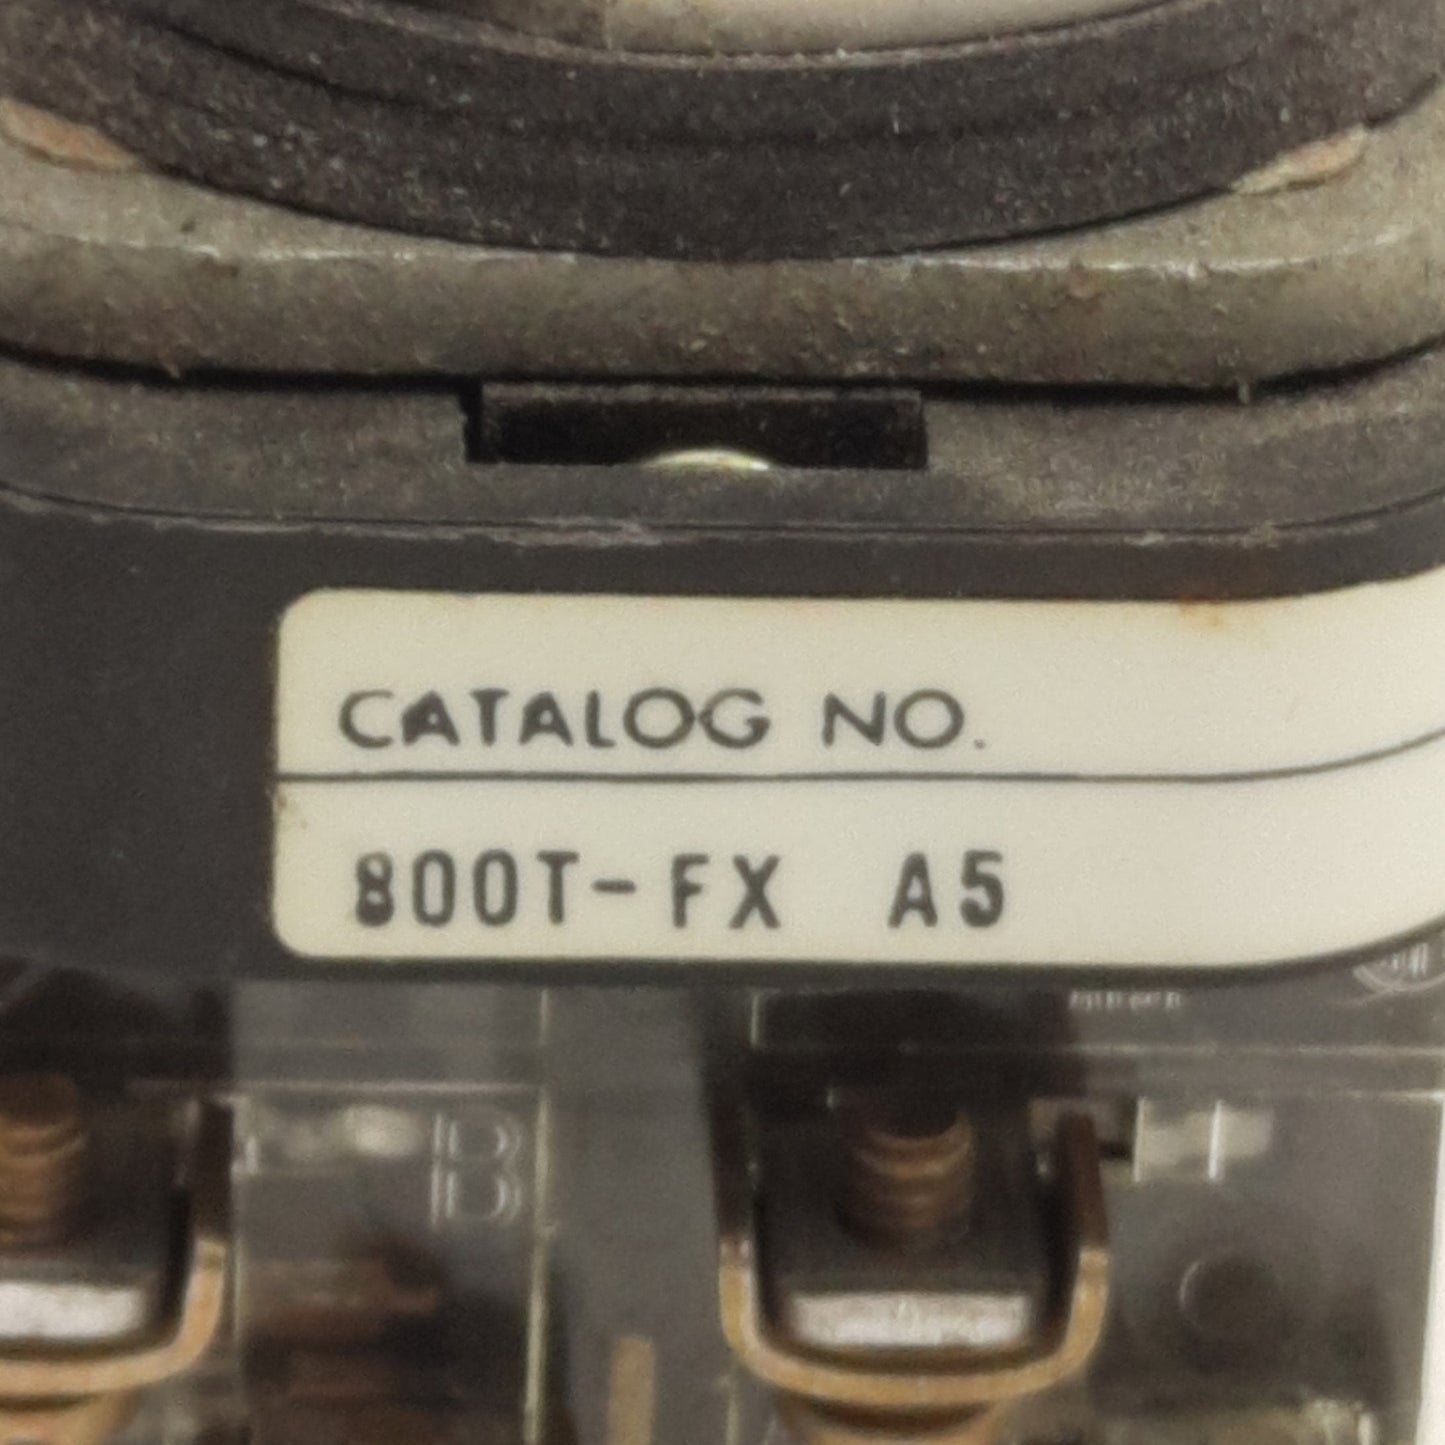 CATALOG NO.
800T-FX A5
B